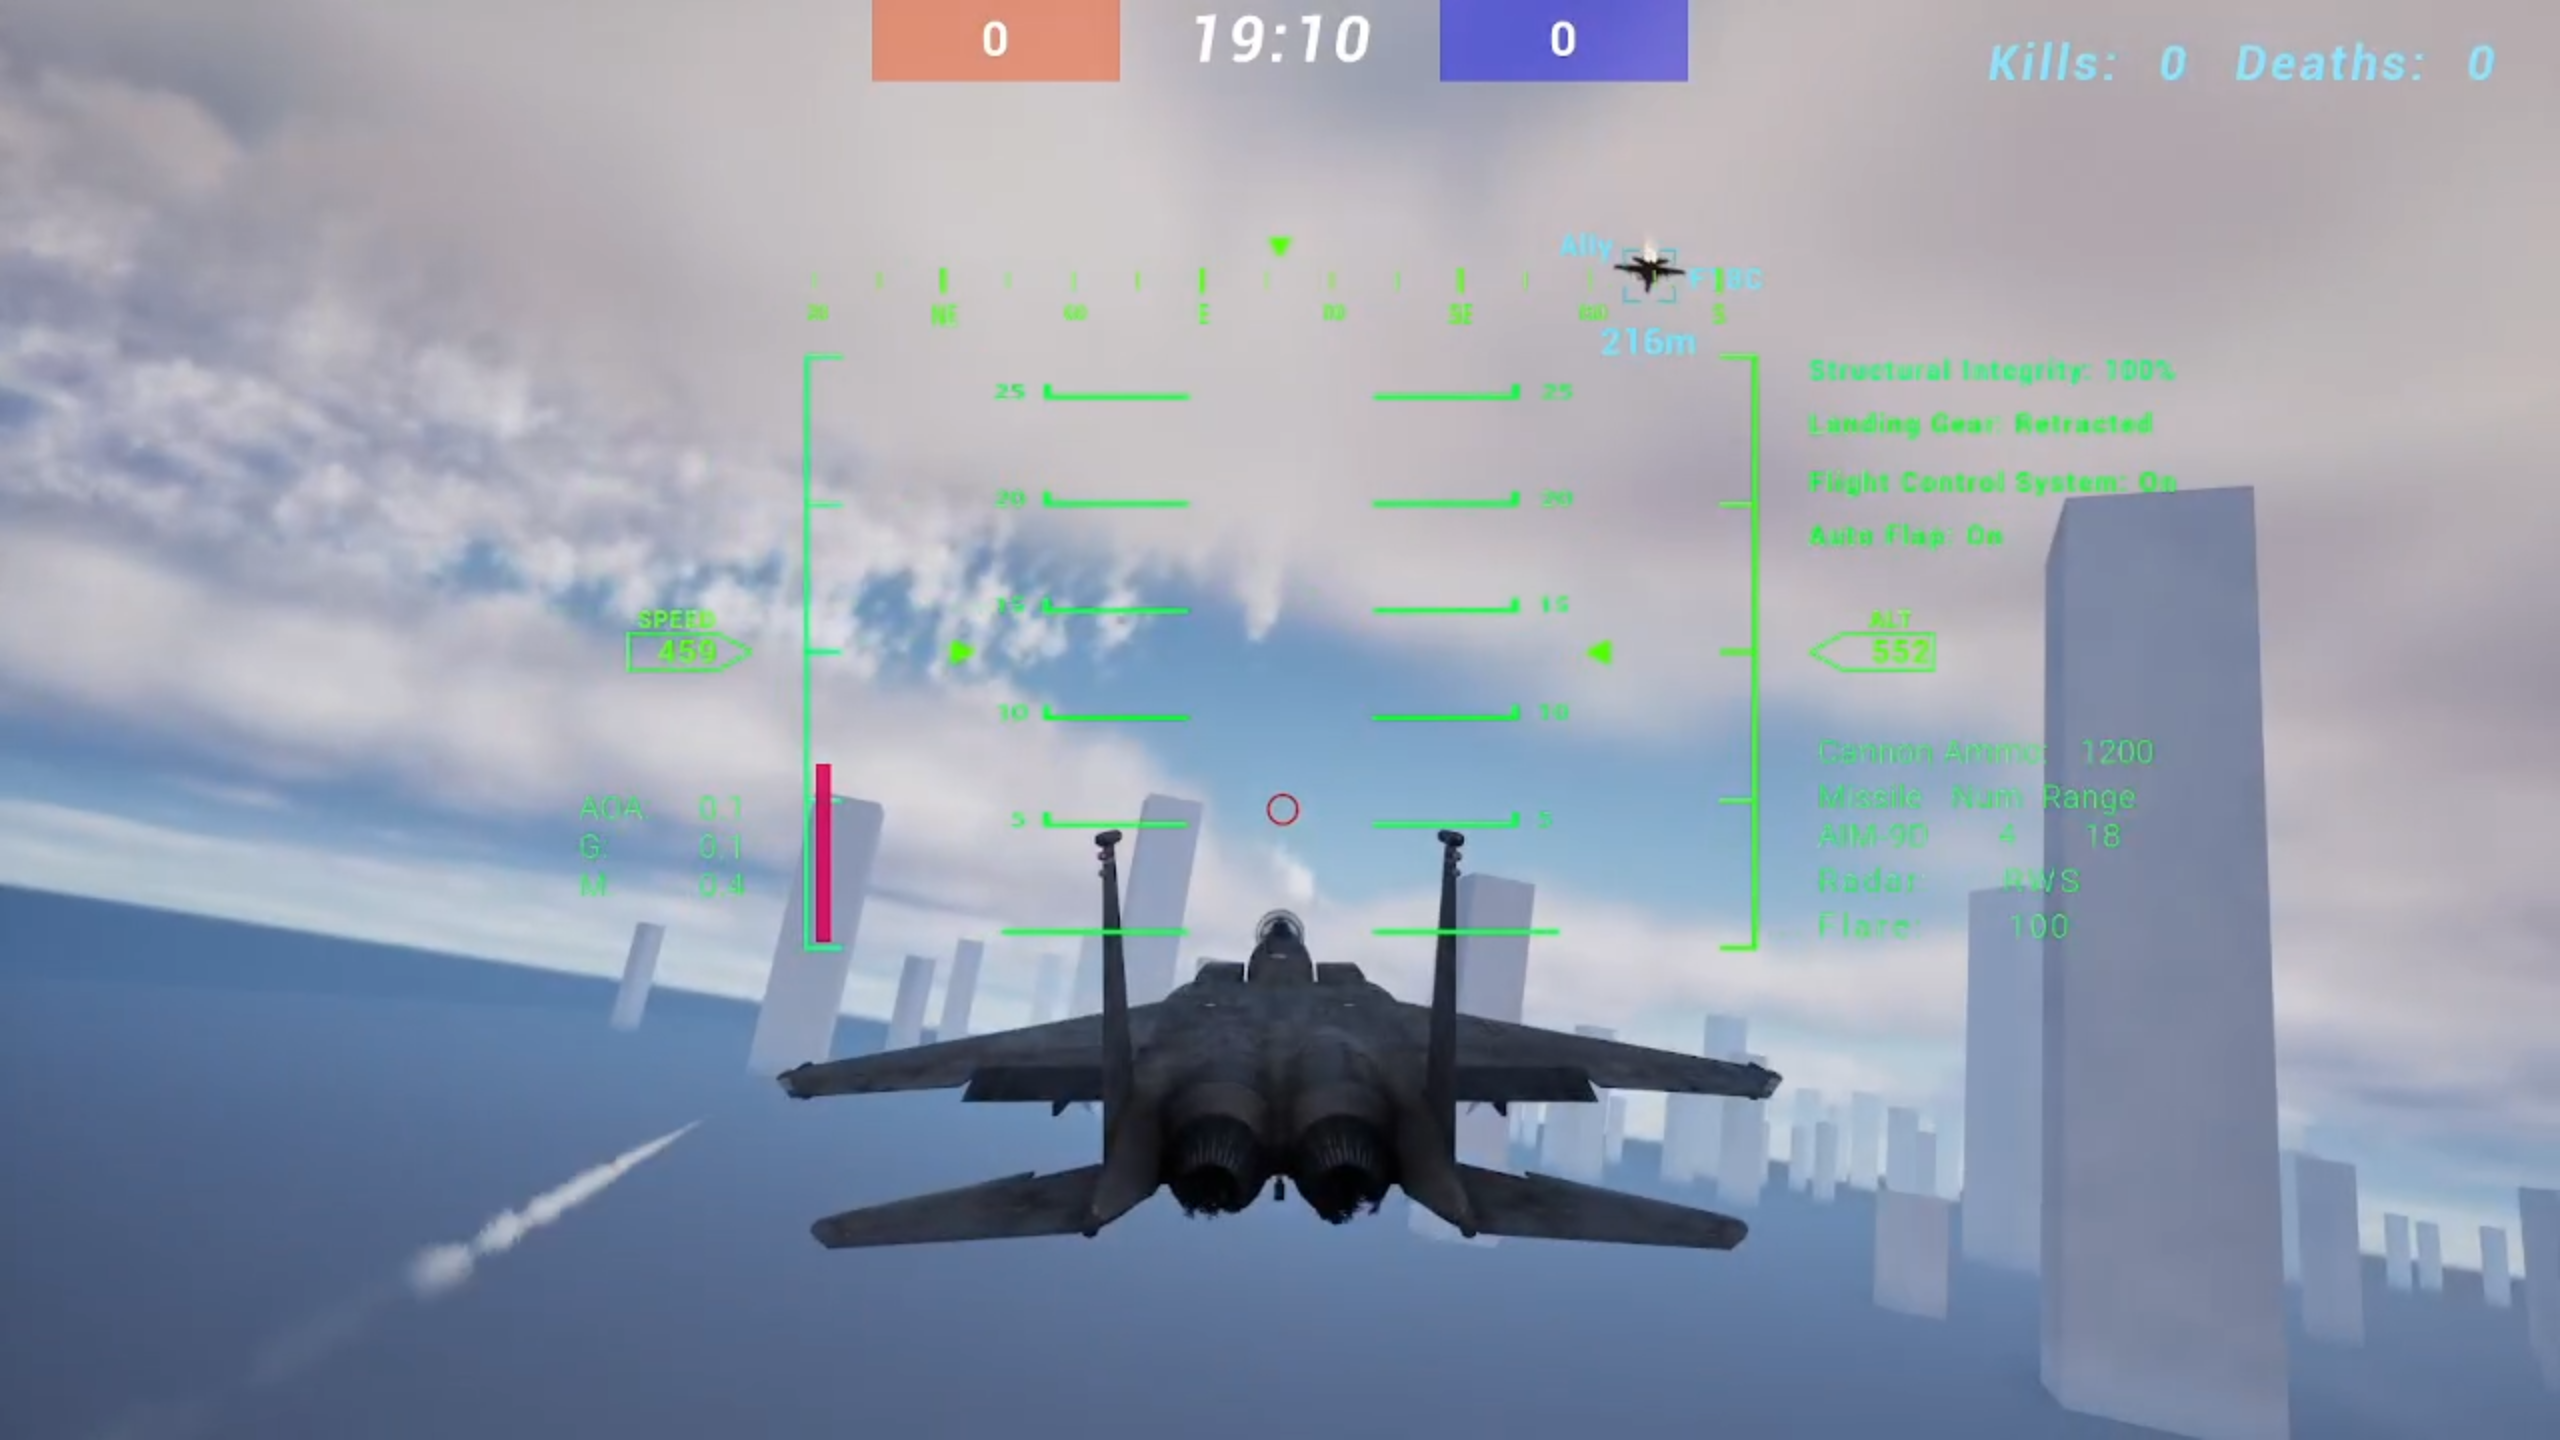 0 19:10 0
Kills: 0 Deaths: 0
Ally
F18C
NE 60 E SE S
216m
Structural Integrity: 100%
25 25
Landing Gear: Retracted
Flight Control System: On
20 20
Auto Flap: On
15 15
SPEED
459
ALT
552
10 10
Cannon Ammo: 1200
Missile Num Range
AOA: 0.1
5 5
AIM-9D 4 18
G: 0.1
Radar: RWS
M: 0.4
Flare: 100